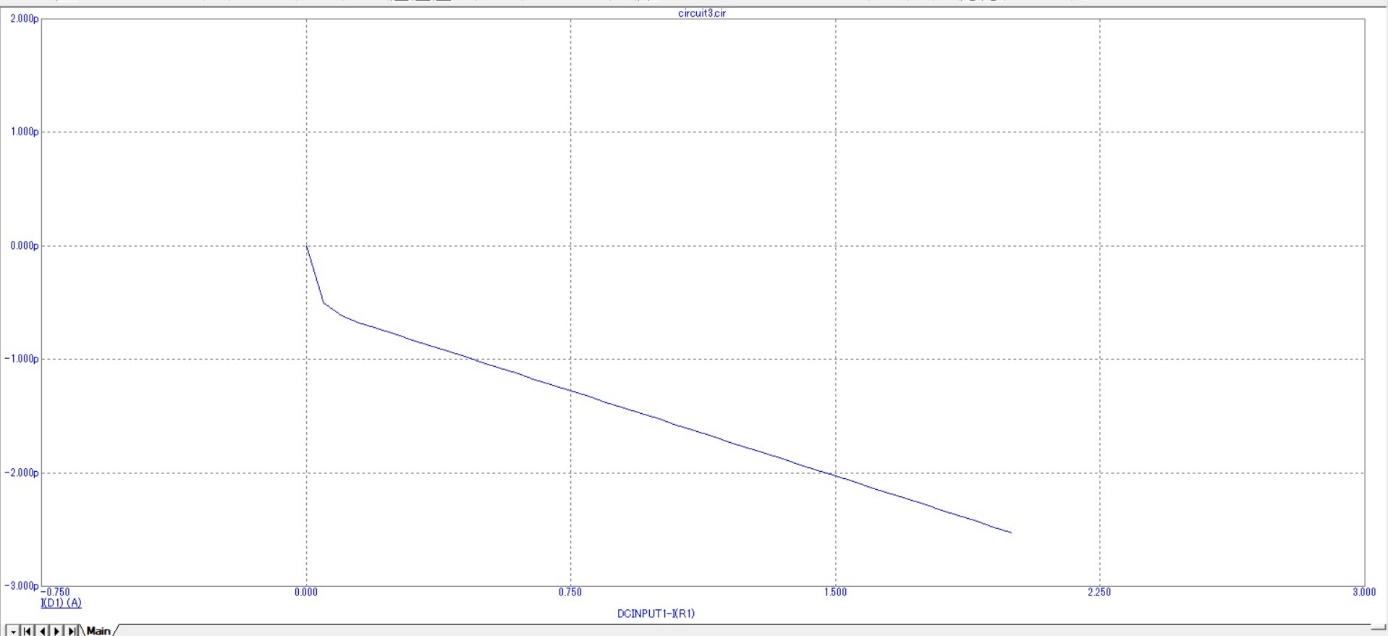 circuit3.cir
2.000p
1.000p
0.000p
-1.000p
-2.000p
-3.000p
-0.750 0.000 0.750 1.500 2.250 3.000
I(D1) (A)
DCINPUT1-I(R1)
Main